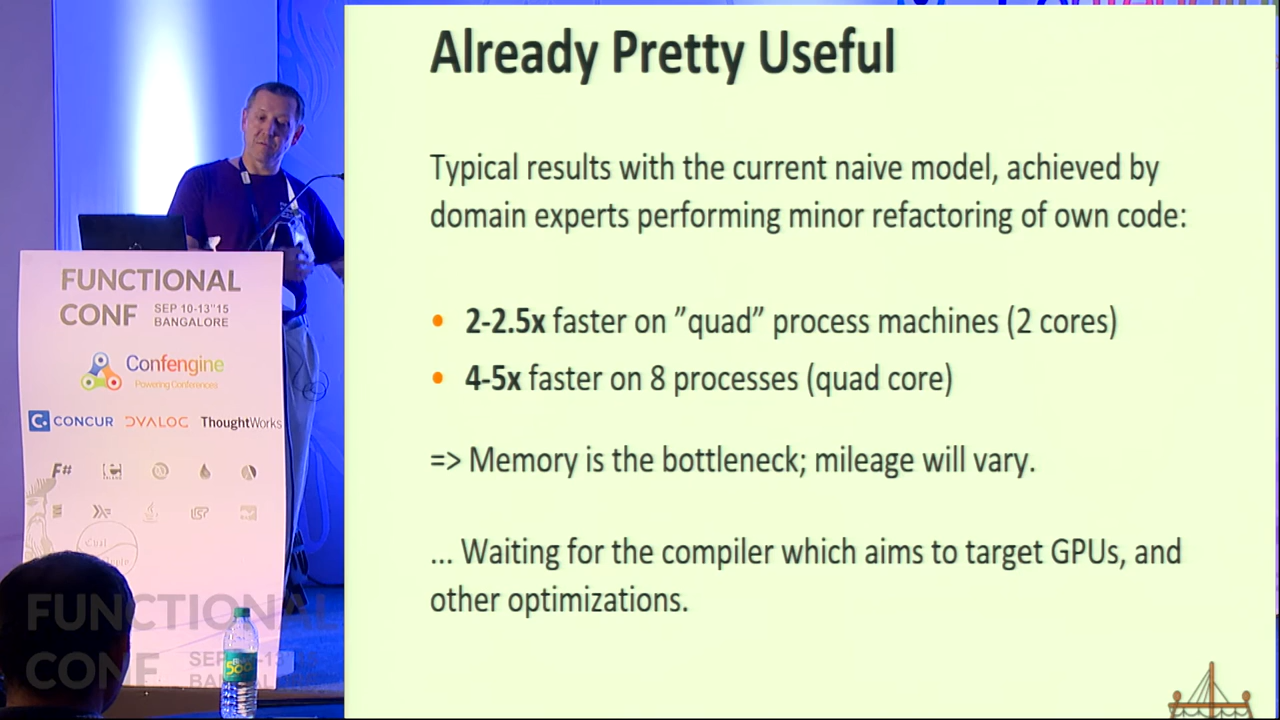 Already Pretty Useful
Typical results with the current naive model, achieved by
domain experts performing minor refactoring of own code:
• 2-2.5x faster on ”quad” process machines (2 cores)
• 4-5x faster on 8 processes (quad core)
=> Memory is the bottleneck; mileage will vary.
... Waiting for the compiler which aims to target GPUs, and
other optimizations.
FUNCTIONAL
CONF SEP 10-13"15
BANGALORE
Confengine
Powering Conferences
C. CONCUR DVALOG ThoughtWorks
F#
LISP
FUNCTIONAL
CONF
500